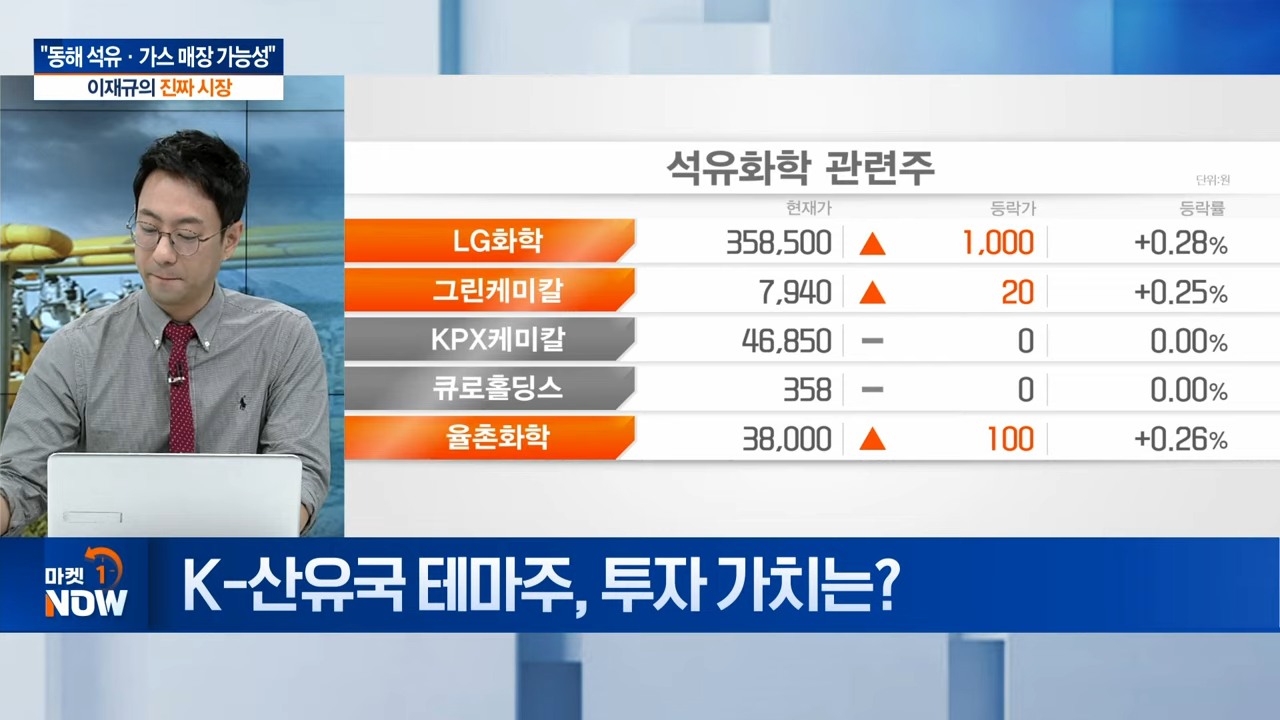 "동해 석유·가스 매장 가능성"
이재규의 진짜 시장
석유화학 관련주
단위:원
현재가 등락가 등락률
LG화학 358,500 ▲ 1,000 +0.28%
그린케미칼 7,940 ▲ 20 +0.25%
KPX케미칼 46,850 - 0 0.00%
큐로홀딩스 358 - 0 0.00%
율촌화학 38,000 ▲ 100 +0.26%
마켓 1
NOW
K-산유국 테마주, 투자 가치는?